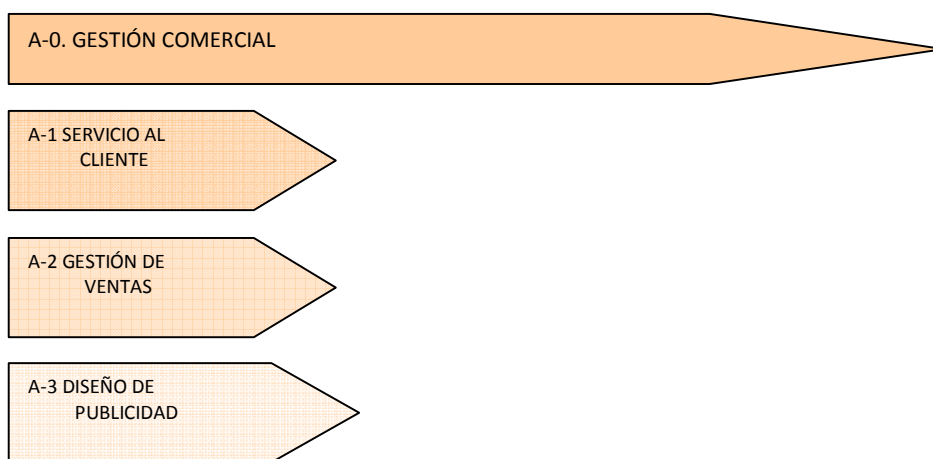 A-0. GESTIÓN COMERCIAL
A-1 SERVICIO AL
CLIENTE
A-2 GESTIÓN DE
VENTAS
A-3 DISEÑO DE
PUBLICIDAD